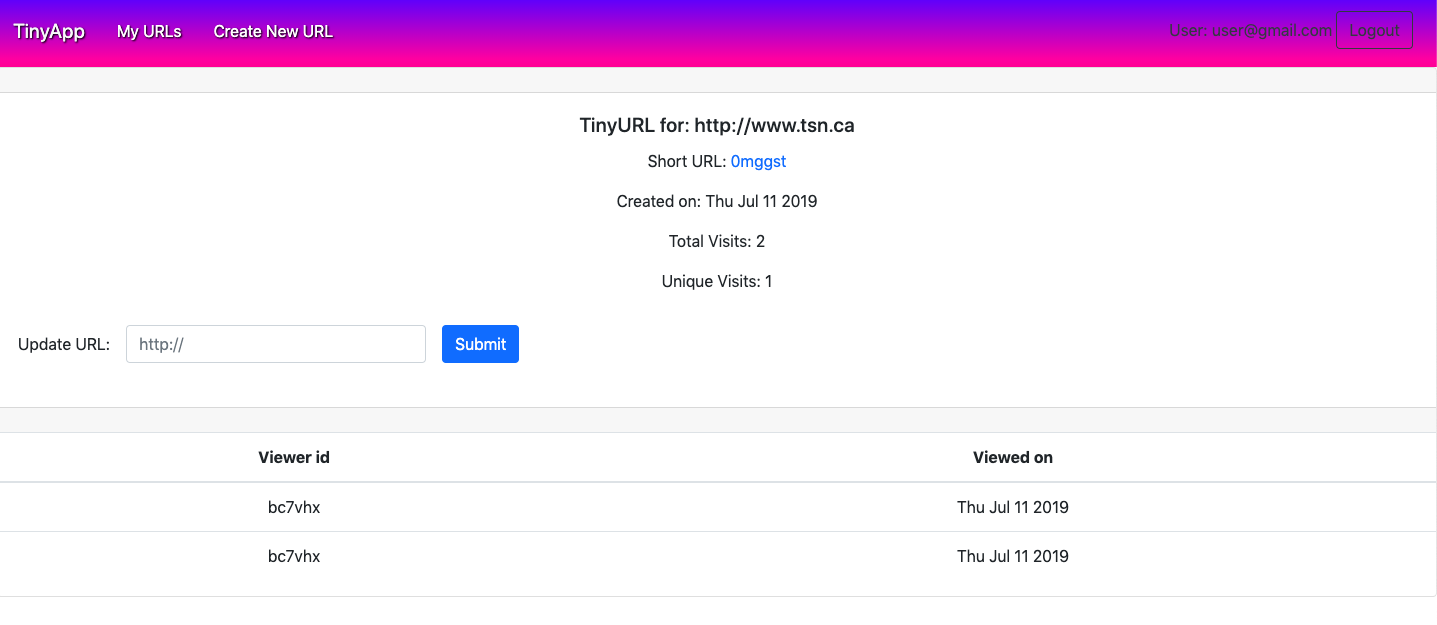 TinyApp My URLs Create New URL User: user@gmail.com Logout
TinyURL for: http://www.tsn.ca
Short URL: 0mggst
Created on: Thu Jul 11 2019
Total Visits: 2
Unique Visits: 1
Update URL: http:// Submit
Viewer id Viewed on
bc7vhx Thu Jul 11 2019
bc7vhx Thu Jul 11 2019